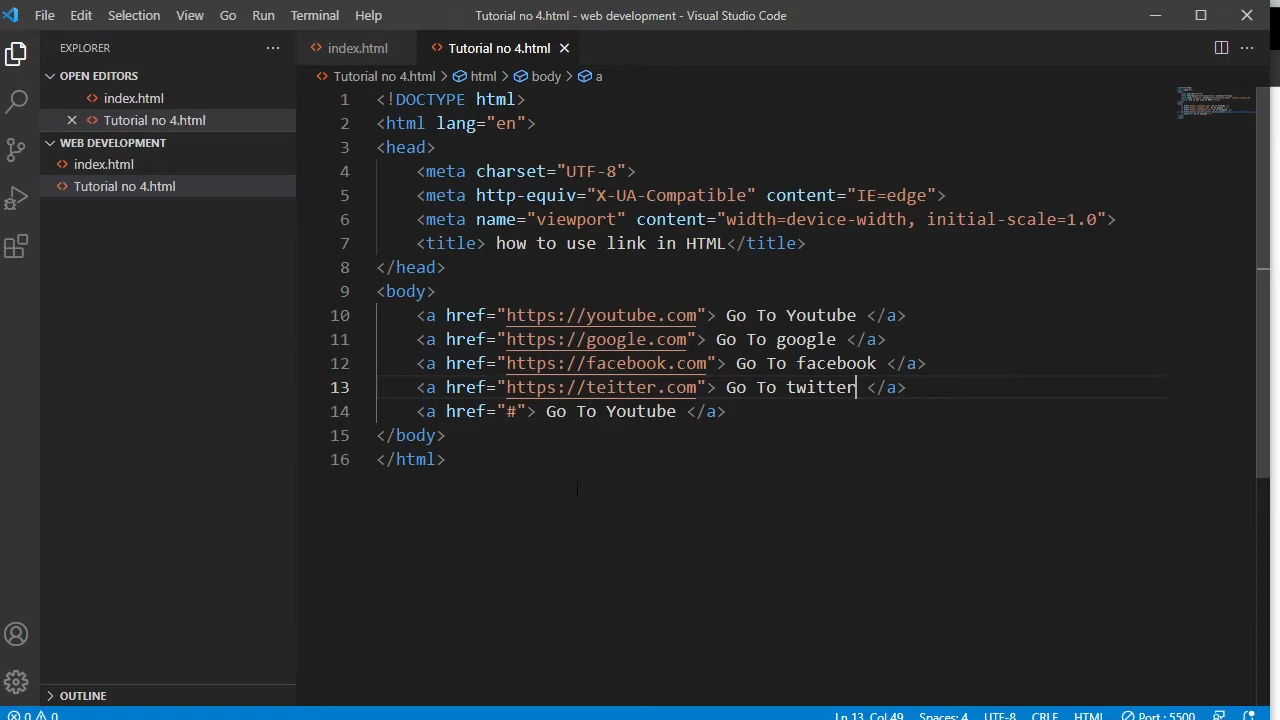 File Edit Selection View Go Run Terminal Help Tutorial no 4.html - web development - Visual Studio Code
EXPLORER
OPEN EDITORS
index.html
Tutorial no 4.html
WEB DEVELOPMENT
index.html
Tutorial no 4.html
OUTLINE
index.html Tutorial no 4.html
Tutorial no 4.html > html > body > a
1 <!DOCTYPE html>
2 <html lang="en">
3 <head>
4 <meta charset="UTF-8">
5 <meta http-equiv="X-UA-Compatible" content="IE=edge">
6 <meta name="viewport" content="width=device-width, initial-scale=1.0">
7 <title> how to use link in HTML</title>
8 </head>
9 <body>
10 <a href="https://youtube.com"> Go To Youtube </a>
11 <a href="https://google.com"> Go To google </a>
12 <a href="https://facebook.com"> Go To facebook </a>
13 <a href="https://teitter.com"> Go To twitter </a>
14 <a href="#"> Go To Youtube </a>
15 </body>
16 </html>
0 0 Ln 13, Col 49 Spaces: 4 UTF-8 CRLF HTML Port : 5500